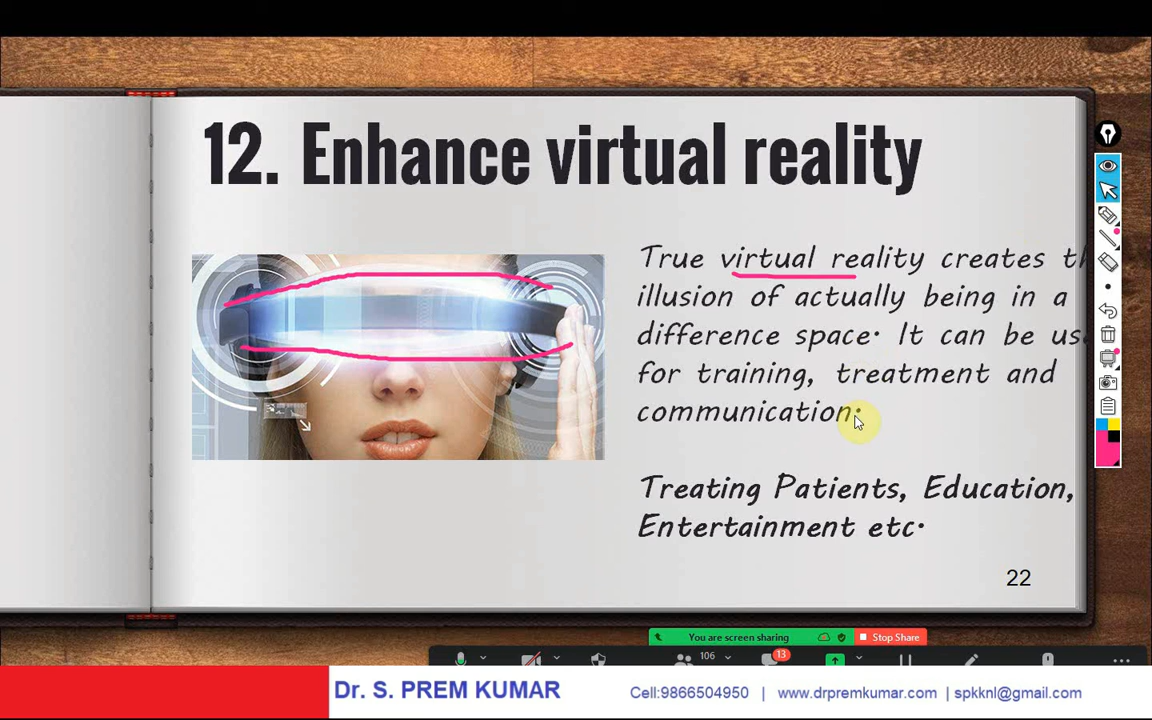 12. Enhance virtual reality
True virtual reality creates th
illusion of actually being in a
difference space. It can be us
for training, treatment and
communication.
Treating Patients, Education,
Entertainment etc.
22
You are screen sharing
Stop Share
106
13
Dr. S. PREM KUMAR
Cell:9866504950 | www.drpremkumar.com | spkknl@gmail.com